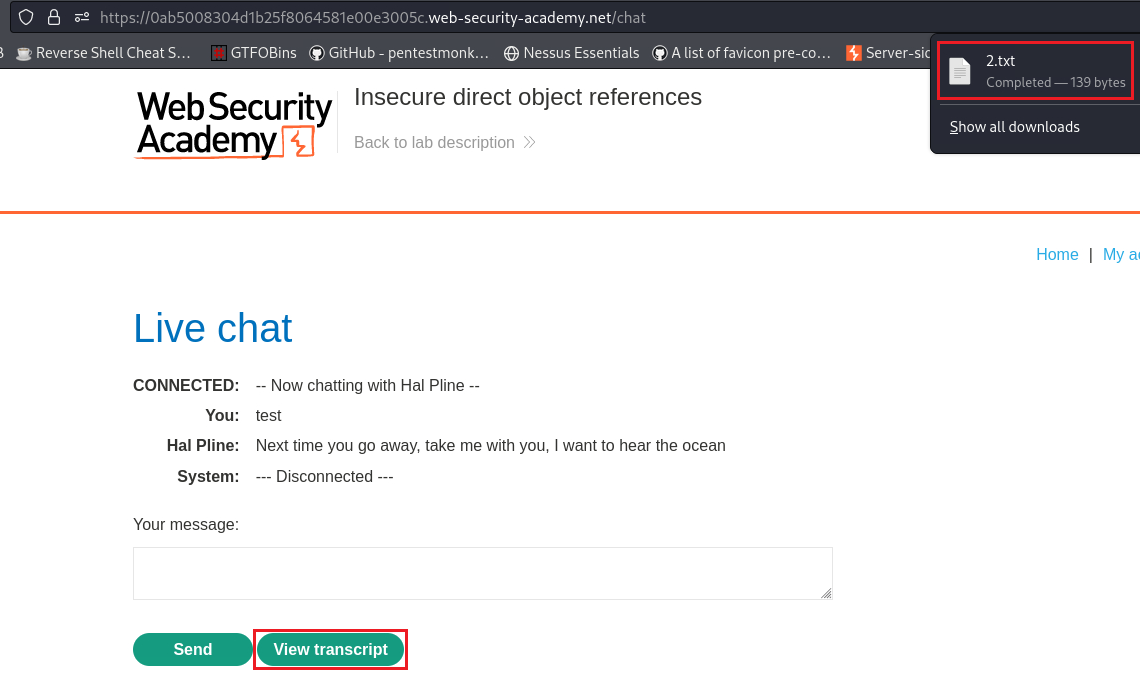 https://0ab5008304d1b25f8064581e00e3005c.web-security-academy.net/chat
Reverse Shell Cheat S… GTFOBins GitHub - pentestmonk… Nessus Essentials A list of favicon pre-co… Server-sid
2.txt
Completed — 139 bytes
Show all downloads
Web Security
Academy
Insecure direct object references
Back to lab description
Home | My ac
Live chat
CONNECTED: -- Now chatting with Hal Pline --
You: test
Hal Pline: Next time you go away, take me with you, I want to hear the ocean
System: --- Disconnected ---
Your message:
Send View transcript